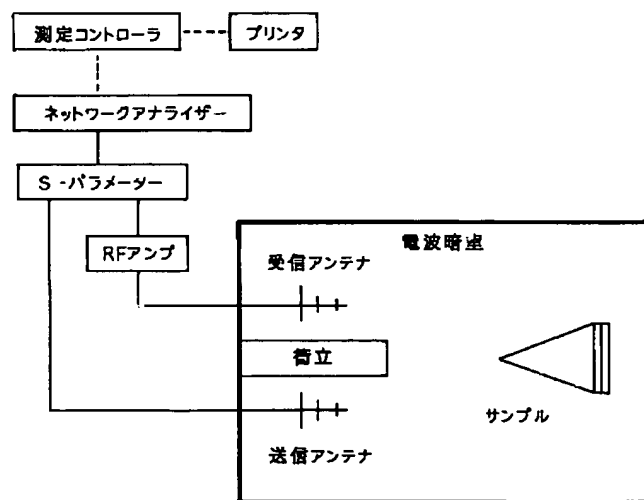 測定コントローラ
プリンタ
ネットワークアナライザー
S-パラメーター
RFアンプ
電波暗室
受信アンテナ
衝立
サンプル
送信アンテナ